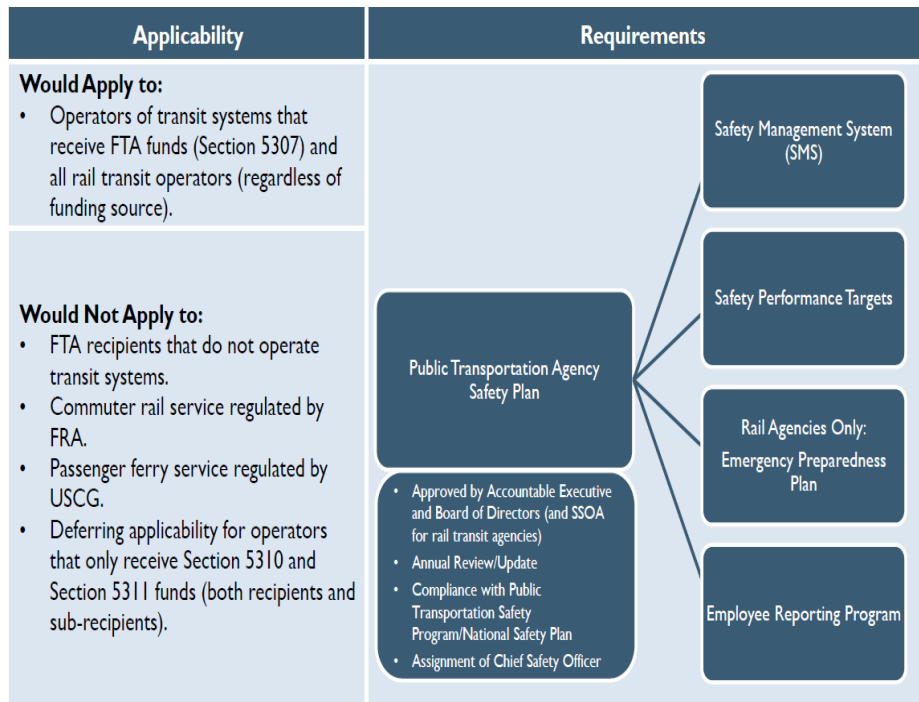 Applicability
Would Apply to:
• Operators of transit systems that
receive FTA funds (Section 5307) and
all rail transit operators (regardless of
funding source).
Would Not Apply to:
• FTA recipients that do not operate
transit systems.
• Commuter rail service regulated by
FRA.
• Passenger ferry service regulated by
USCG.
• Deferring applicability for operators
that only receive Section 5310 and
Section 5311 funds (both recipients and
sub-recipients).
Requirements
Public Transportation Agency
Safety Plan
• Approved by Accountable Executive
and Board of Directors (and SSOA
for rail transit agencies)
• Annual Review/Update
• Compliance with Public
Transportation Safety
Program/National Safety Plan
• Assignment of Chief Safety Officer
Safety Management System
(SMS)
Safety Performance Targets
Rail Agencies Only:
Emergency Preparedness
Plan
Employee Reporting Program